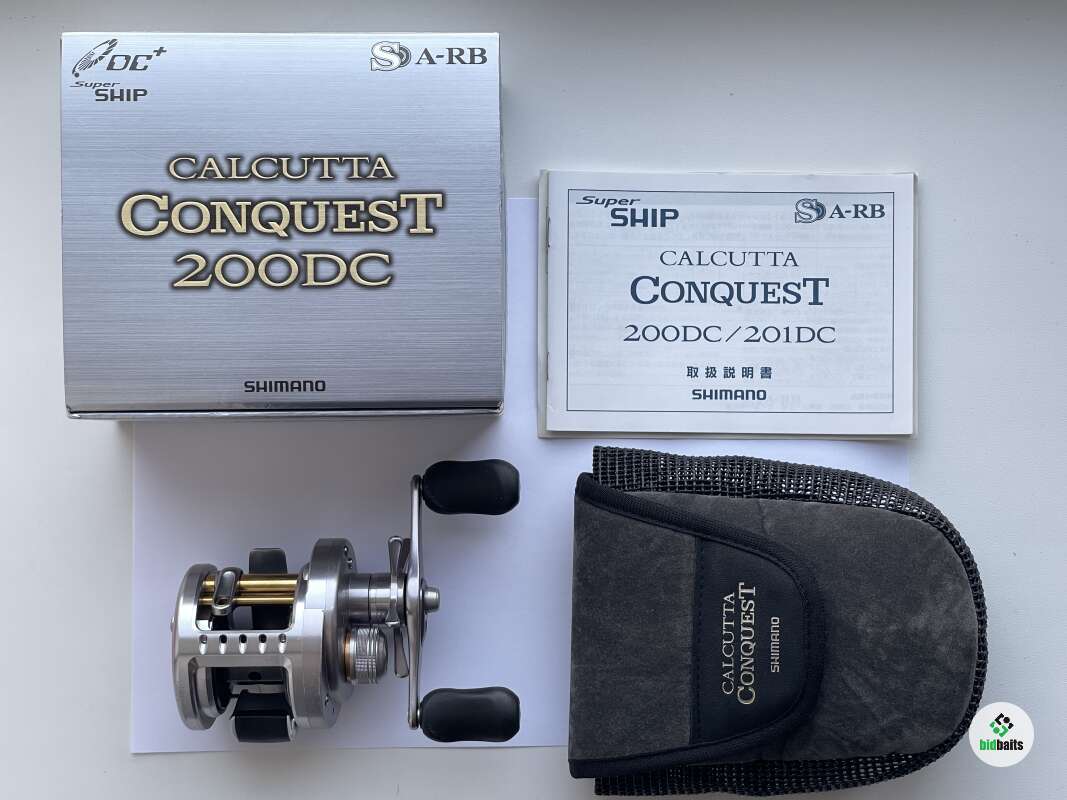 DC+
Super
SHIP
A-RB
CALCUTTA
CONQUEST
200DC
SHIMANO
Super
SHIP
A-RB
CALCUTTA
CONQUEST
200DC/201DC
取扱説明書
SHIMANO
CALCUTTA
CONQUEST
SHIMANO
bidbaits